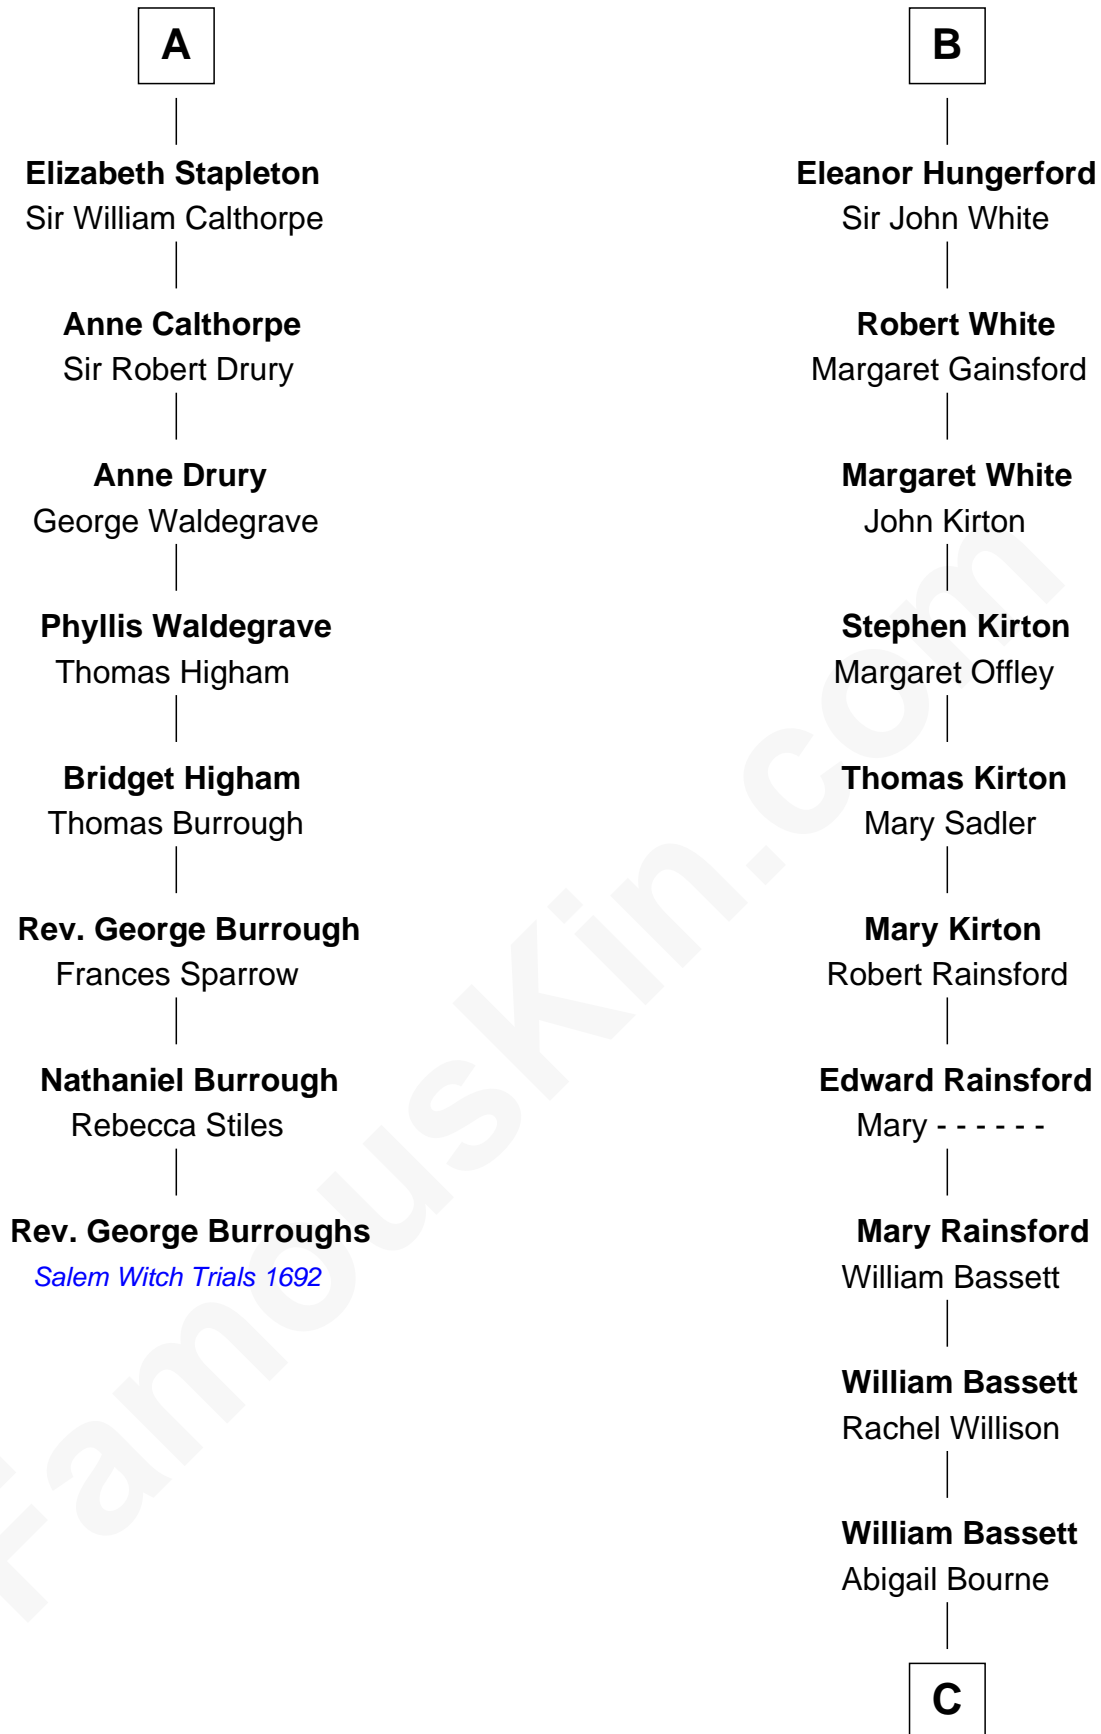 A
Elizabeth Stapleton
Sir William Calthorpe
Anne Calthorpe
Sir Robert Drury
Anne Drury
George Waldegrave
Phyllis Waldegrave
Thomas Higham
Bridget Higham
Thomas Burrough
Rev. George Burrough
Frances Sparrow
Nathaniel Burrough
Rebecca Stiles
Rev. George Burroughs
Salem Witch Trials 1692
B
Eleanor Hungerford
Sir John White
Robert White
Margaret Gainsford
Margaret White
John Kirton
Stephen Kirton
Margaret Offley
Thomas Kirton
Mary Sadler
Mary Kirton
Robert Rainsford
Edward Rainsford
Mary - - - - - -
Mary Rainsford
William Bassett
William Bassett
Rachel Willison
William Bassett
Abigail Bourne
C
FamousKin.com